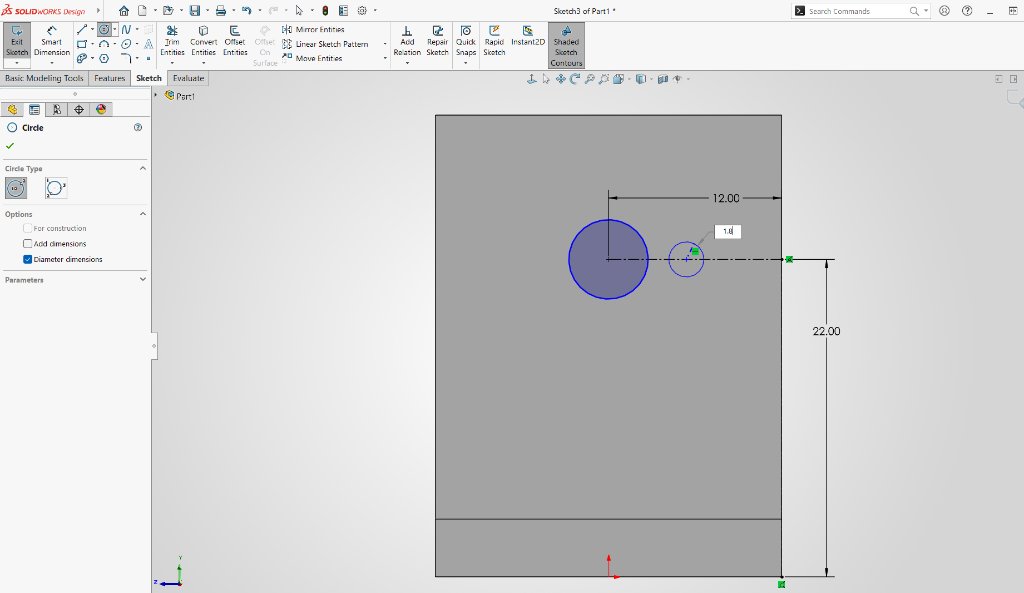 SOLIDWORKS Design
Sketch3 of Part1 *
Search Commands
Exit Sketch
Smart Dimension
Trim Entities
Convert Entities
Offset Entities
Offset On Surface
Mirror Entities
Linear Sketch Pattern
Move Entities
Add Relation
Repair Sketch
Quick Snaps
Rapid Sketch
Instant2D
Shaded Sketch Contours
Basic Modeling Tools
Features
Sketch
Evaluate
Part1
Circle
Circle Type
Options
For construction
Add dimensions
Diameter dimensions
Parameters
12.00
1.8
22.00
Y
Z